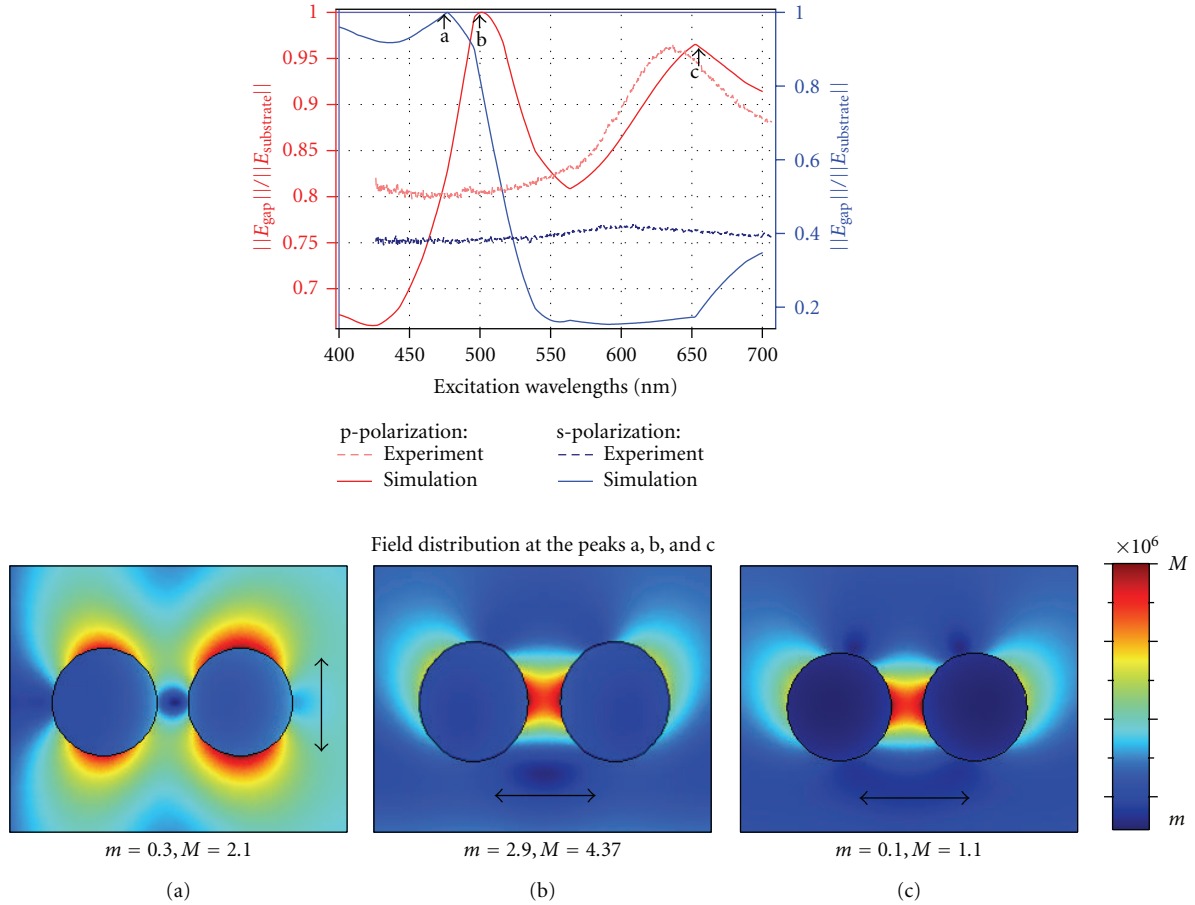 1
0.95
0.9
0.85
0.8
0.75
0.7
||E_gap||/||E_substrate||
a
b
c
1
0.8
0.6
0.4
0.2
||E_gap||/||E_substrate||
400 450 500 550 600 650 700
Excitation wavelengths (nm)
p-polarization: s-polarization:
Experiment Experiment
Simulation Simulation
Field distribution at the peaks a, b, and c
×10⁶
M
m
m = 0.3, M = 2.1
m = 2.9, M = 4.37
m = 0.1, M = 1.1
(a)
(b)
(c)